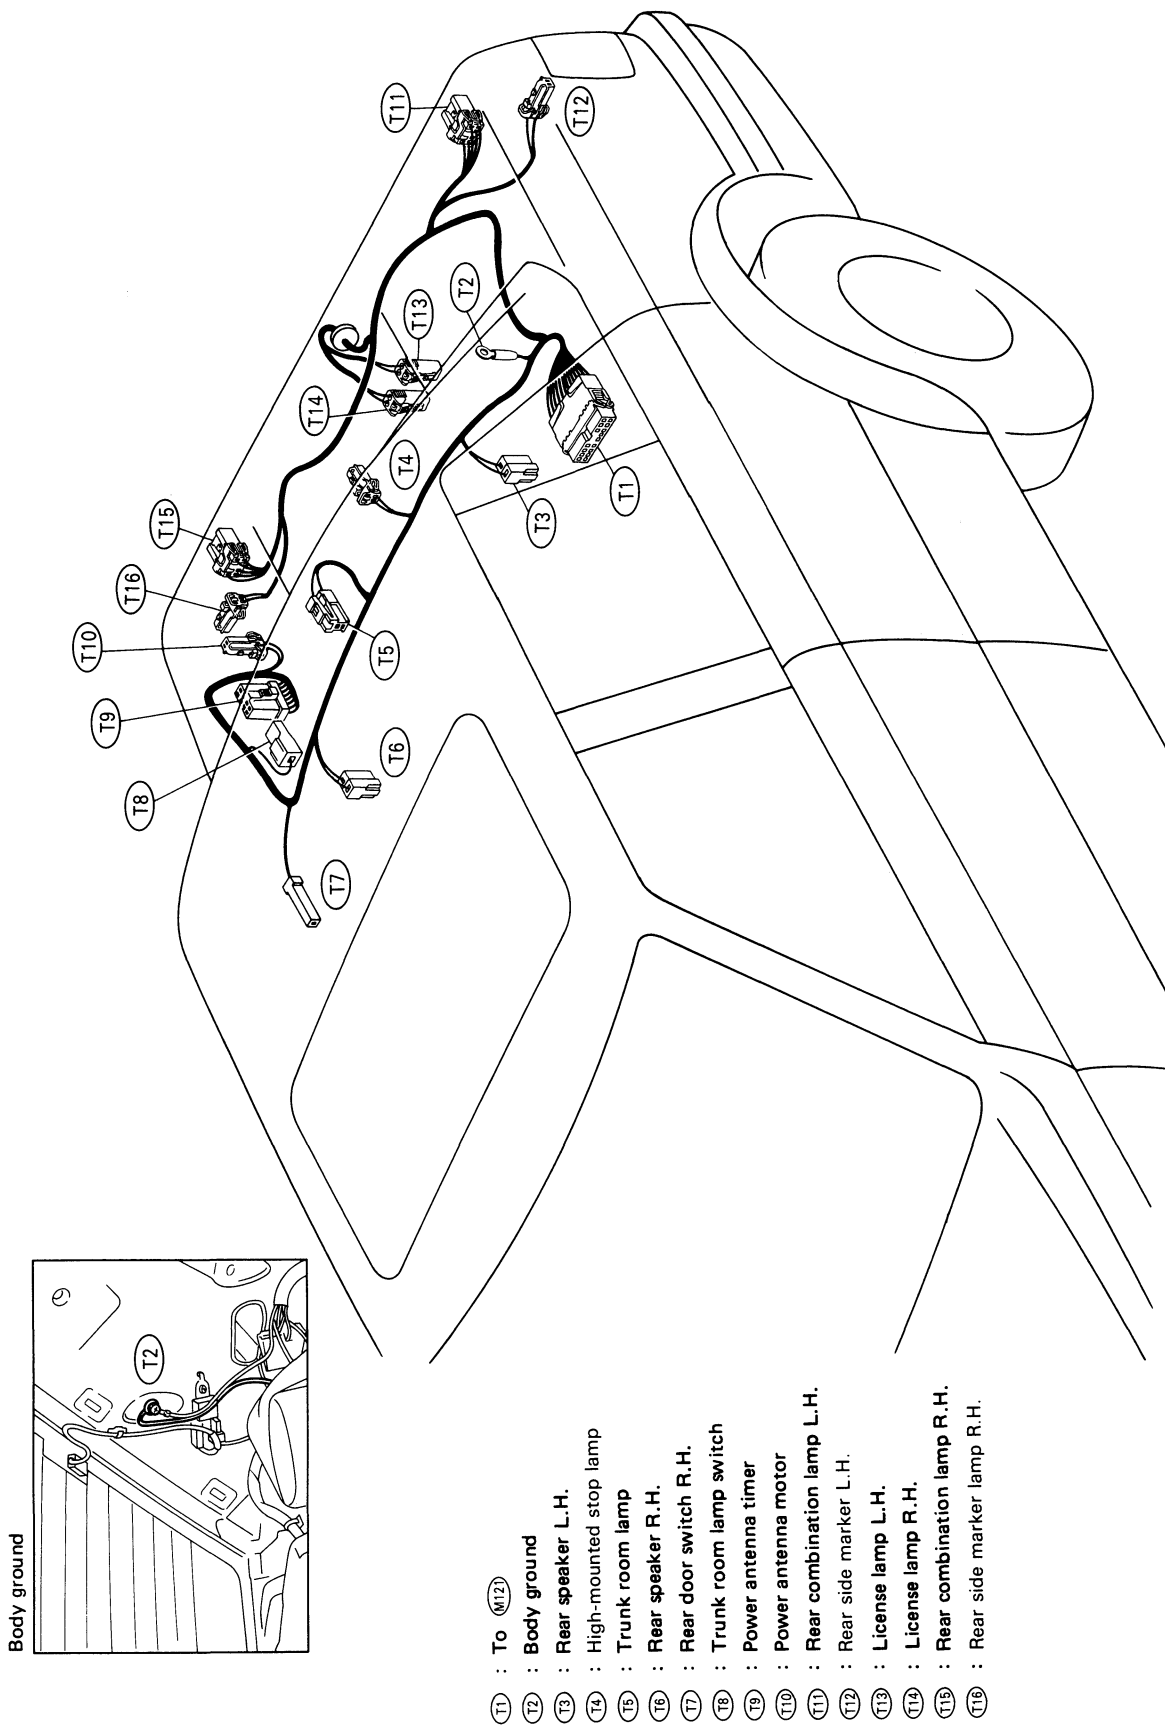 Body ground
T2
T1 : To M121
T2 : Body ground
T3 : Rear speaker L.H.
T4 : High-mounted stop lamp
T5 : Trunk room lamp
T6 : Rear speaker R.H.
T7 : Rear door switch R.H.
T8 : Trunk room lamp switch
T9 : Power antenna timer
T10 : Power antenna motor
T11 : Rear combination lamp L.H.
T12 : Rear side marker L.H.
T13 : License lamp L.H.
T14 : License lamp R.H.
T15 : Rear combination lamp R.H.
T16 : Rear side marker lamp R.H.
T7
T8
T9
T10
T16
T15
T6
T5
T14
T4
T13
T3
T2
T11
T1
T12